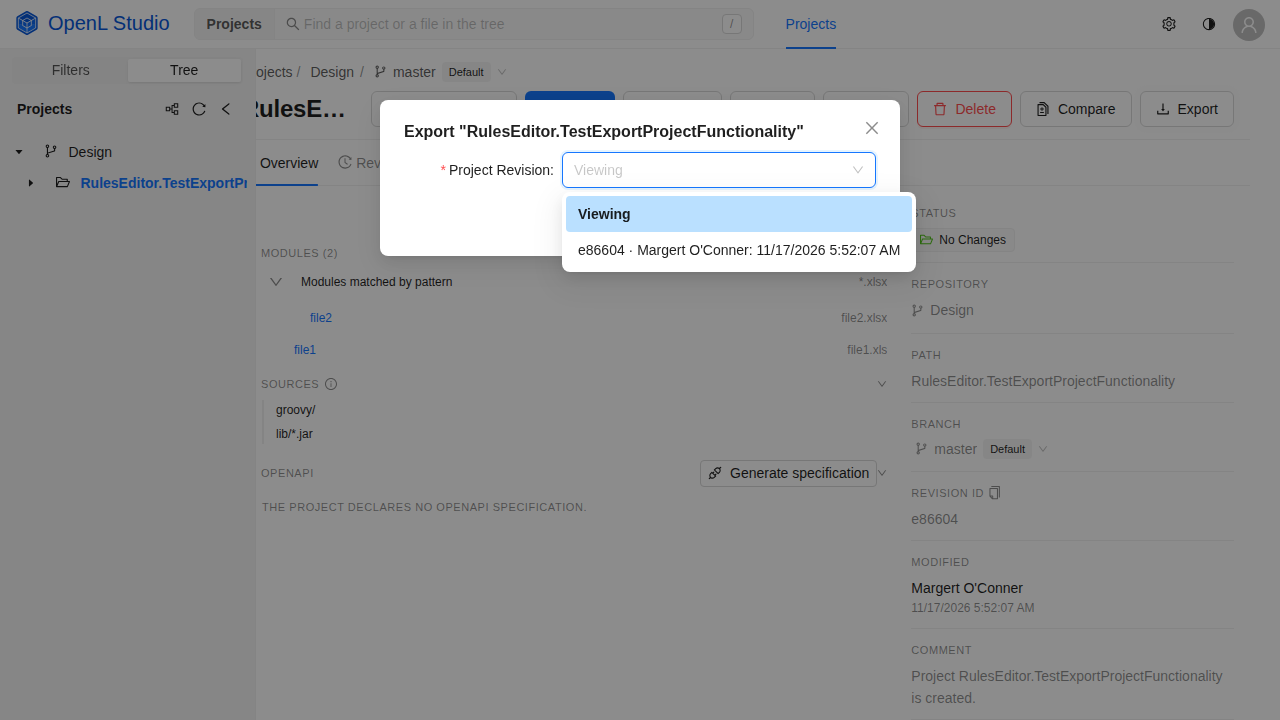 OpenL Studio
Projects
Find a project or a file in the tree
/
Projects
Filters
Tree
Projects
Design
RulesEditor.TestExportPr
ojects / Design / master Default
RulesE…
Delete
Compare
Export
Overview
Rev
Export "RulesEditor.TestExportProjectFunctionality"
* Project Revision:
Viewing
Viewing
e86604 · Margert O'Conner: 11/17/2026 5:52:07 AM
MODULES (2)
Modules matched by pattern
*.xlsx
file2
file2.xlsx
file1
file1.xls
SOURCES
groovy/
lib/*.jar
OPENAPI
Generate specification
THE PROJECT DECLARES NO OPENAPI SPECIFICATION.
STATUS
No Changes
REPOSITORY
Design
PATH
RulesEditor.TestExportProjectFunctionality
BRANCH
master Default
REVISION ID
e86604
MODIFIED
Margert O'Conner
11/17/2026 5:52:07 AM
COMMENT
Project RulesEditor.TestExportProjectFunctionality
is created.